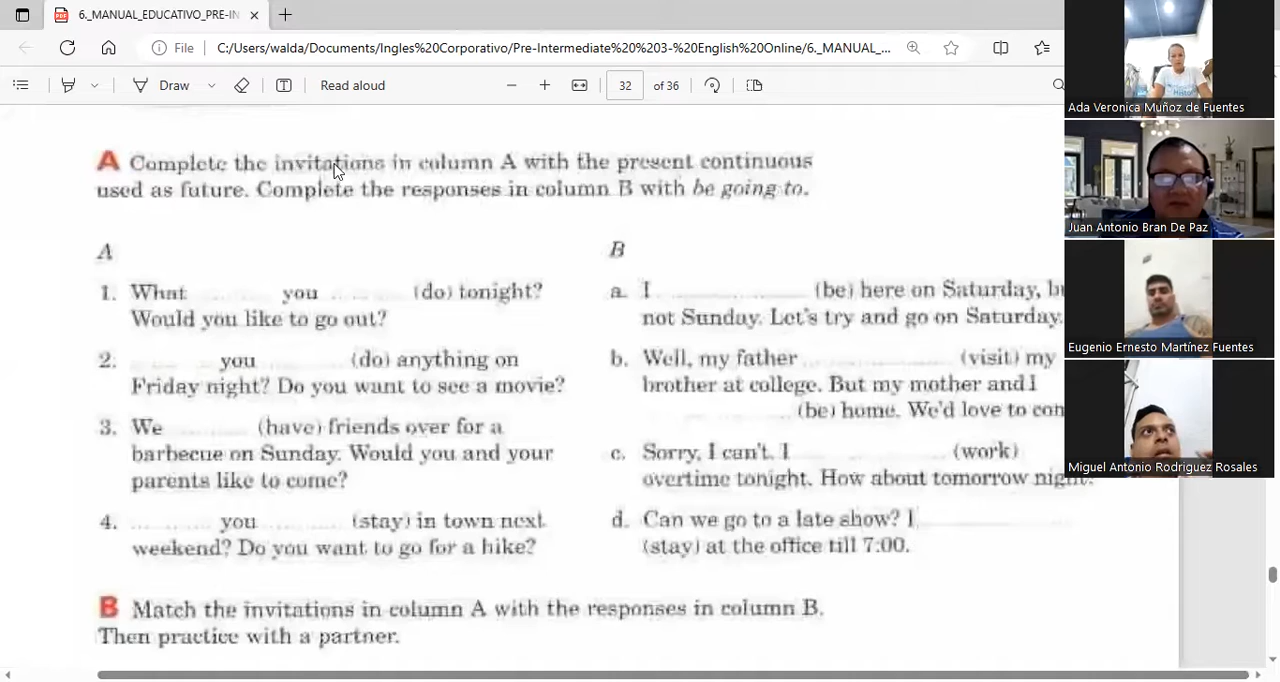 6._MANUAL_EDUCATIVO_PRE-IN
File C:/Users/walda/Documents/Ingles%20Corporativo/Pre-Intermediate%20%203-%20English%20Online/6._MANUAL_...
Draw Read aloud 32 of 36
A Complete the invitations in column A with the present continuous
used as future. Complete the responses in column B with be going to.
A
1. What you (do) tonight?
Would you like to go out?
2. you (do) anything on
Friday night? Do you want to see a movie?
3. We (have) friends over for a
barbecue on Sunday. Would you and your
parents like to come?
4. you (stay) in town next
weekend? Do you want to go for a hike?
B
a. I (be) here on Saturday,
not Sunday. Let's try and go on Saturday.
b. Well, my father (visit) my
brother at college. But my mother and I
(be) home. We'd love to
c. Sorry, I can't. I (work)
overtime tonight. How about tomorrow night?
d. Can we go to a late show? I
(stay) at the office till 7:00.
B Match the invitations in column A with the responses in column B.
Then practice with a partner.
Ada Veronica Muñoz de Fuentes
Juan Antonio Bran De Paz
Eugenio Ernesto Martínez Fuentes
Miguel Antonio Rodriguez Rosales